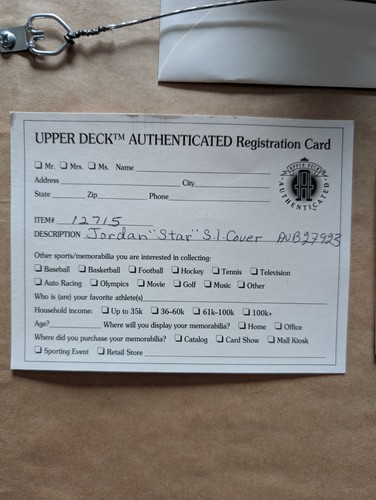 UPPER DECK™ AUTHENTICATED Registration Card
❏ Mr. ❏ Mrs. ❏ Ms. Name
Address City
State Zip Phone
UPPER DECK
AUTHENTICATED
ITEM# 12715
DESCRIPTION Jordan "Star" S.I. Cover AUB27923
Other sports/memorabilia you are interested in collecting:
❏ Baseball ❏ Basketball ❏ Football ❏ Hockey ❏ Tennis ❏ Television
❏ Auto Racing ❏ Olympics ❏ Movie ❏ Golf ❏ Music ❏ Other
Who is (are) your favorite athlete(s)
Household income: ❏ Up to 35k ❏ 36–60k ❏ 61k–100k ❏ 100k+
Age? Where will you display your memorabilia? ❏ Home ❏ Office
Where did you purchase your memorabilia? ❏ Catalog ❏ Card Show ❏ Mall Kiosk
❏ Sporting Event ❏ Retail Store